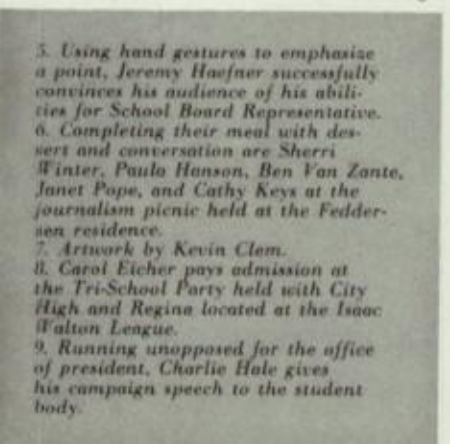 5. Using hand gestures to emphasize
a point, Jeremy Haefner successfully
convinces his audience of his abili-
ties for School Board Representative.
6. Completing their meal with des-
sert and conversation are Sherri
Winter, Paula Hanson, Ben Van Zante,
Janet Pope, and Cathy Keys at the
journalism picnic held at the Fedder-
sen residence.
7. Artwork by Kevin Clem.
8. Carol Eicher pays admission at
the Tri-School Party held with City
High and Regina located at the Isaac
Walton League.
9. Running unopposed for the office
of president, Charlie Hale gives
his campaign speech to the student
body.